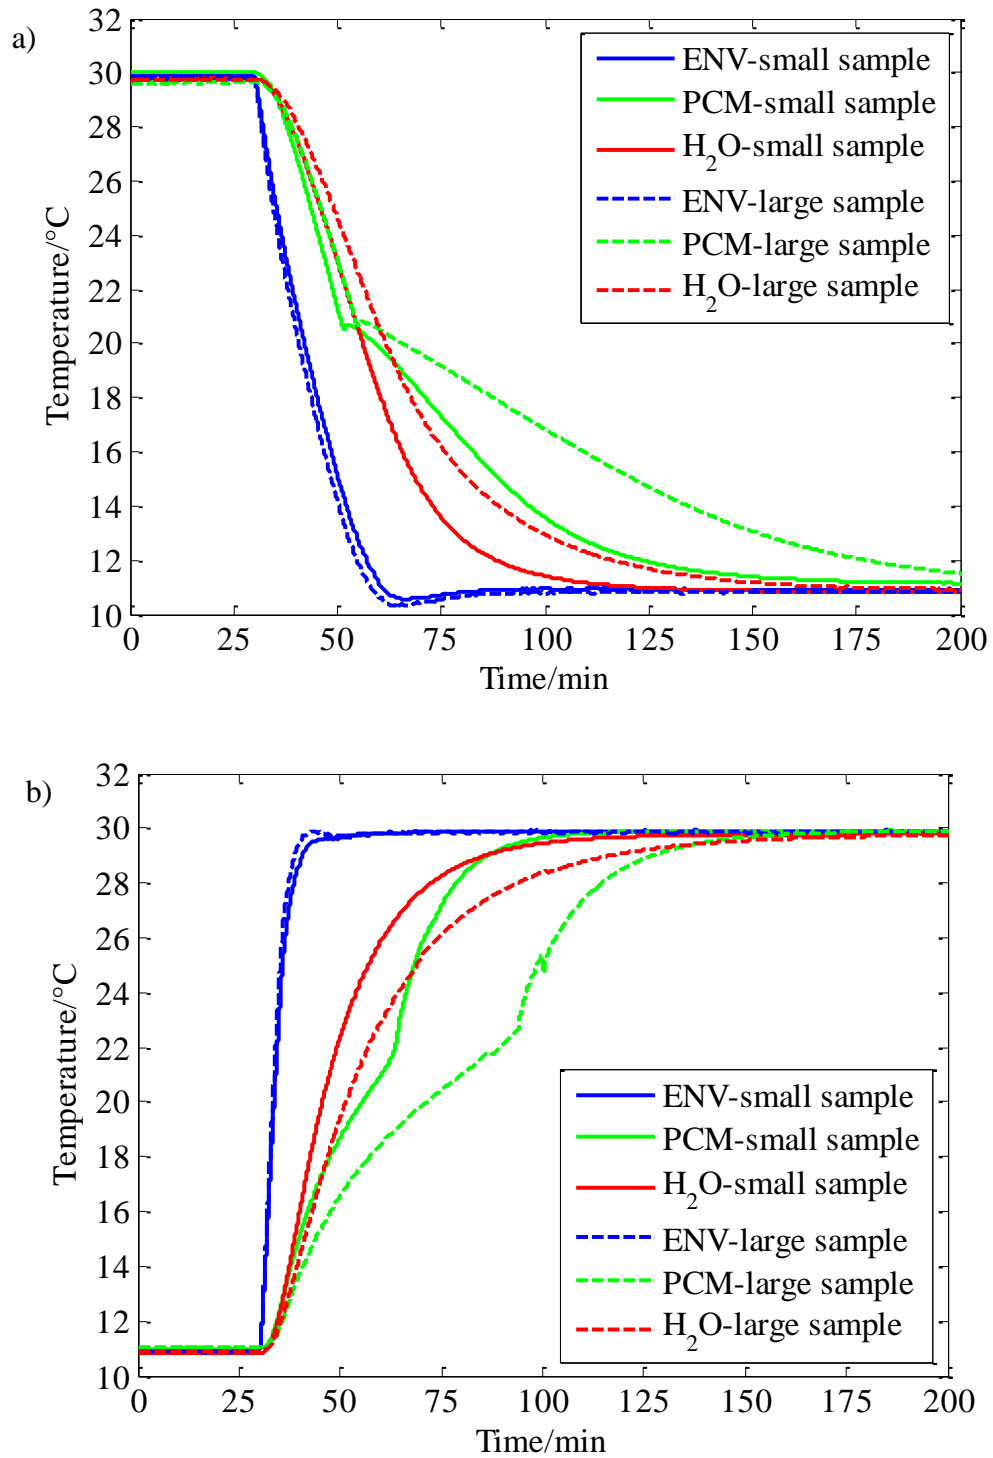 a)
32
30
28
26
24
22
20
18
16
14
12
10
Temperature/°C
ENV-small sample
PCM-small sample
H2O-small sample
ENV-large sample
PCM-large sample
H2O-large sample
0 25 50 75 100 125 150 175 200
Time/min
b)
32
30
28
26
24
22
20
18
16
14
12
10
Temperature/°C
ENV-small sample
PCM-small sample
H2O-small sample
ENV-large sample
PCM-large sample
H2O-large sample
0 25 50 75 100 125 150 175 200
Time/min